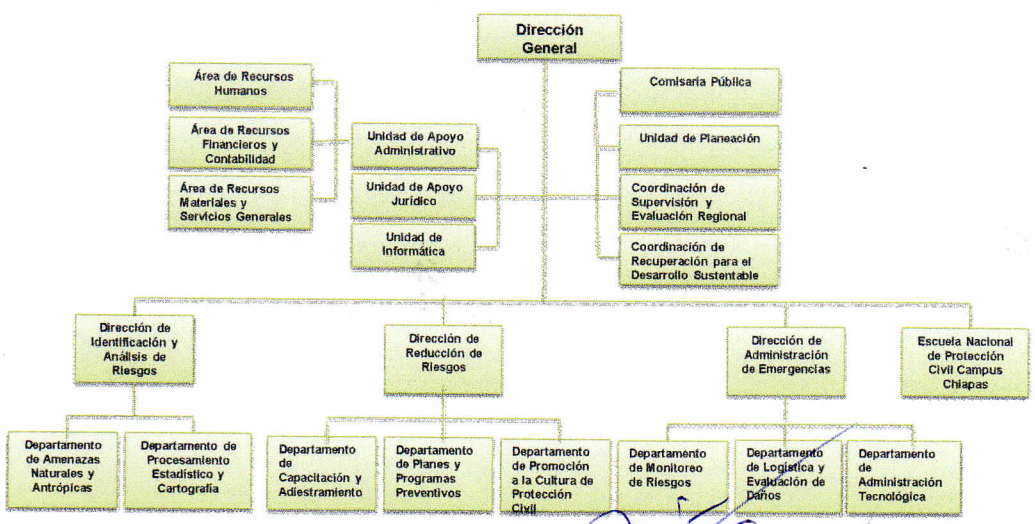 Dirección
General
Área de Recursos
Humanos
Área de Recursos
Financieros y
Contabilidad
Área de Recursos
Materiales y
Servicios Generales
Unidad de Apoyo
Administrativo
Unidad de Apoyo
Jurídico
Unidad de
Informática
Comisaría Pública
Unidad de Planeación
Coordinación de
Supervisión y
Evaluación Regional
Coordinación de
Recuperación para el
Desarrollo Sustentable
Dirección de
Identificación y
Análisis de
Riesgos
Dirección de
Reducción de
Riesgos
Dirección de
Administración
de Emergencias
Escuela Nacional
de Protección
Civil Campus
Chiapas
Departamento
de Amenazas
Naturales y
Antrópicas
Departamento de
Procesamiento
Estadístico y
Cartografía
Departamento
de
Capacitación y
Adiestramiento
Departamento
de Planes y
Programas
Preventivos
Departamento
de Promoción
a la Cultura de
Protección
Civil
Departamento
de Monitoreo
de Riesgos
Departamento
de Logística y
Evaluación de
Daños
Departamento
de
Administración
Tecnológica